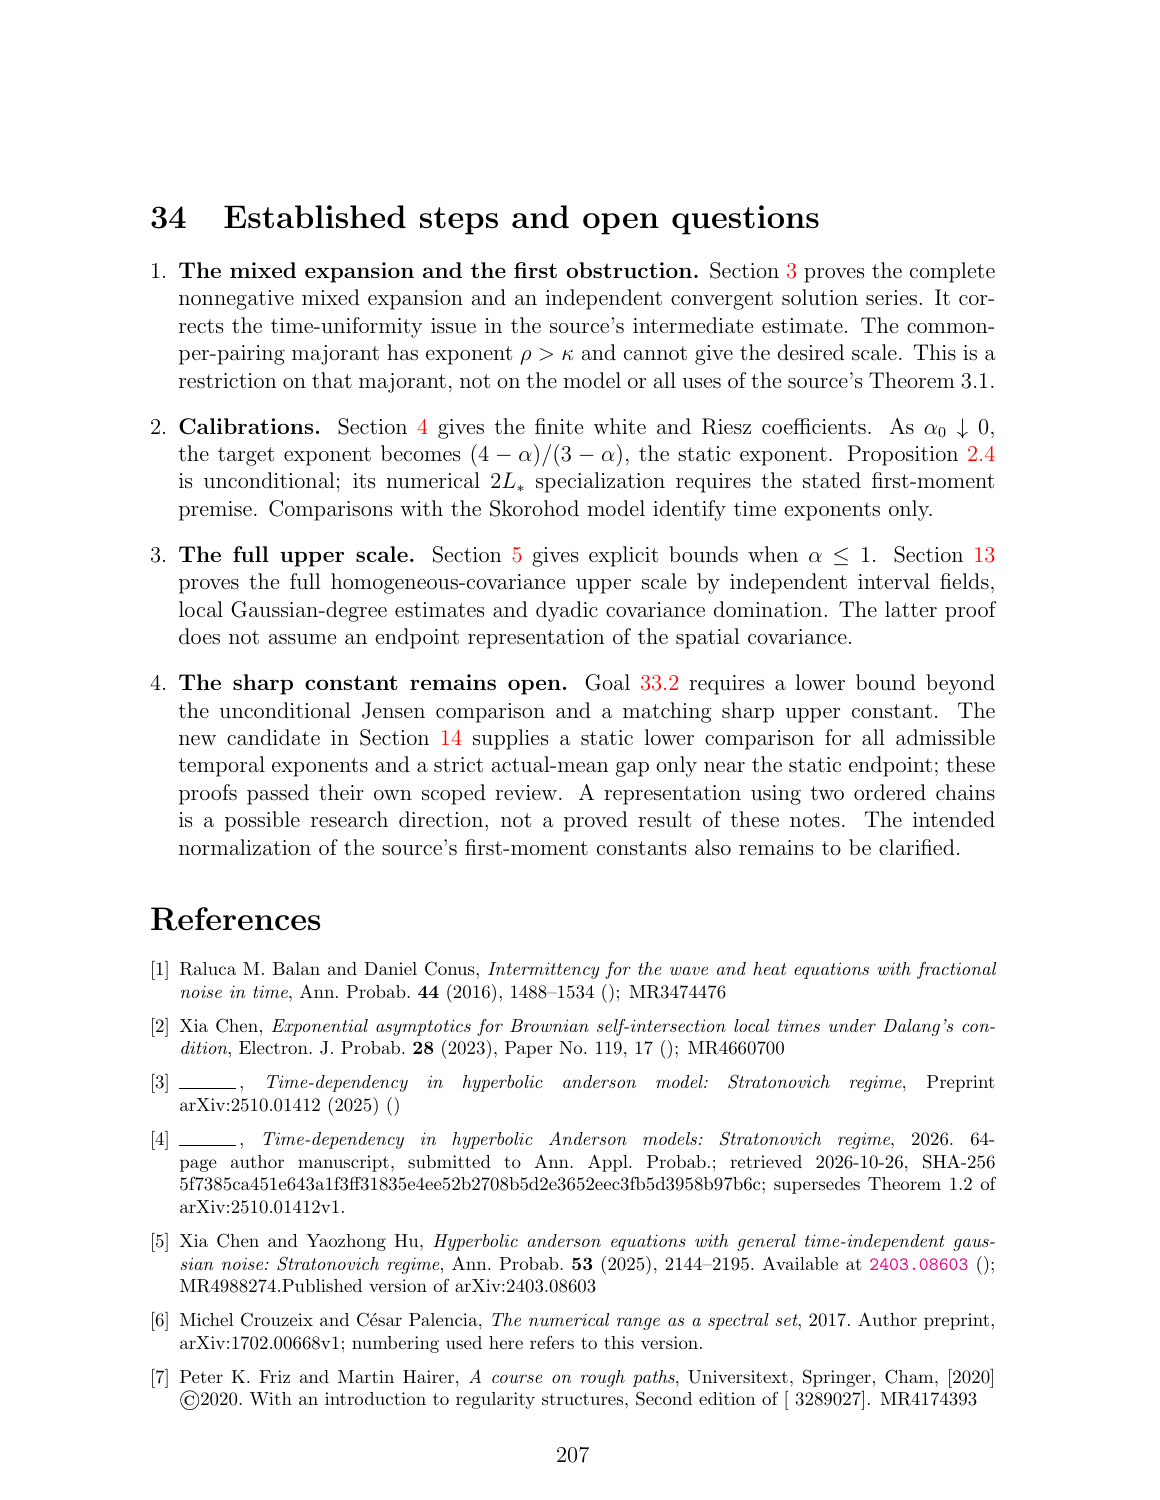 34 Established steps and open questions
1. The mixed expansion and the first obstruction. Section 3 proves the complete
nonnegative mixed expansion and an independent convergent solution series. It cor-
rects the time-uniformity issue in the source's intermediate estimate. The common-
per-pairing majorant has exponent ρ > κ and cannot give the desired scale. This is a
restriction on that majorant, not on the model or all uses of the source's Theorem 3.1.
2. Calibrations. Section 4 gives the finite white and Riesz coefficients. As α₀ ↓ 0,
the target exponent becomes (4 − α)/(3 − α), the static exponent. Proposition 2.4
is unconditional; its numerical 2L∗ specialization requires the stated first-moment
premise. Comparisons with the Skorohod model identify time exponents only.
3. The full upper scale. Section 5 gives explicit bounds when α ≤ 1. Section 13
proves the full homogeneous-covariance upper scale by independent interval fields,
local Gaussian-degree estimates and dyadic covariance domination. The latter proof
does not assume an endpoint representation of the spatial covariance.
4. The sharp constant remains open. Goal 33.2 requires a lower bound beyond
the unconditional Jensen comparison and a matching sharp upper constant. The
new candidate in Section 14 supplies a static lower comparison for all admissible
temporal exponents and a strict actual-mean gap only near the static endpoint; these
proofs passed their own scoped review. A representation using two ordered chains
is a possible research direction, not a proved result of these notes. The intended
normalization of the source's first-moment constants also remains to be clarified.
References
[1] Raluca M. Balan and Daniel Conus, Intermittency for the wave and heat equations with fractional
noise in time, Ann. Probab. 44 (2016), 1488–1534 (); MR3474476
[2] Xia Chen, Exponential asymptotics for Brownian self-intersection local times under Dalang's con-
dition, Electron. J. Probab. 28 (2023), Paper No. 119, 17 (); MR4660700
[3] ______, Time-dependency in hyperbolic anderson model: Stratonovich regime, Preprint
arXiv:2510.01412 (2025) ()
[4] ______, Time-dependency in hyperbolic Anderson models: Stratonovich regime, 2026. 64-
page author manuscript, submitted to Ann. Appl. Probab.; retrieved 2026-10-26, SHA-256
5f7385ca451e643a1f3ff31835e4ee52b2708b5d2e3652eec3fb5d3958b97b6c; supersedes Theorem 1.2 of
arXiv:2510.01412v1.
[5] Xia Chen and Yaozhong Hu, Hyperbolic anderson equations with general time-independent gaus-
sian noise: Stratonovich regime, Ann. Probab. 53 (2025), 2144–2195. Available at 2403.08603 ();
MR4988274.Published version of arXiv:2403.08603
[6] Michel Crouzeix and César Palencia, The numerical range as a spectral set, 2017. Author preprint,
arXiv:1702.00668v1; numbering used here refers to this version.
[7] Peter K. Friz and Martin Hairer, A course on rough paths, Universitext, Springer, Cham, [2020]
©2020. With an introduction to regularity structures, Second edition of [ 3289027]. MR4174393
207